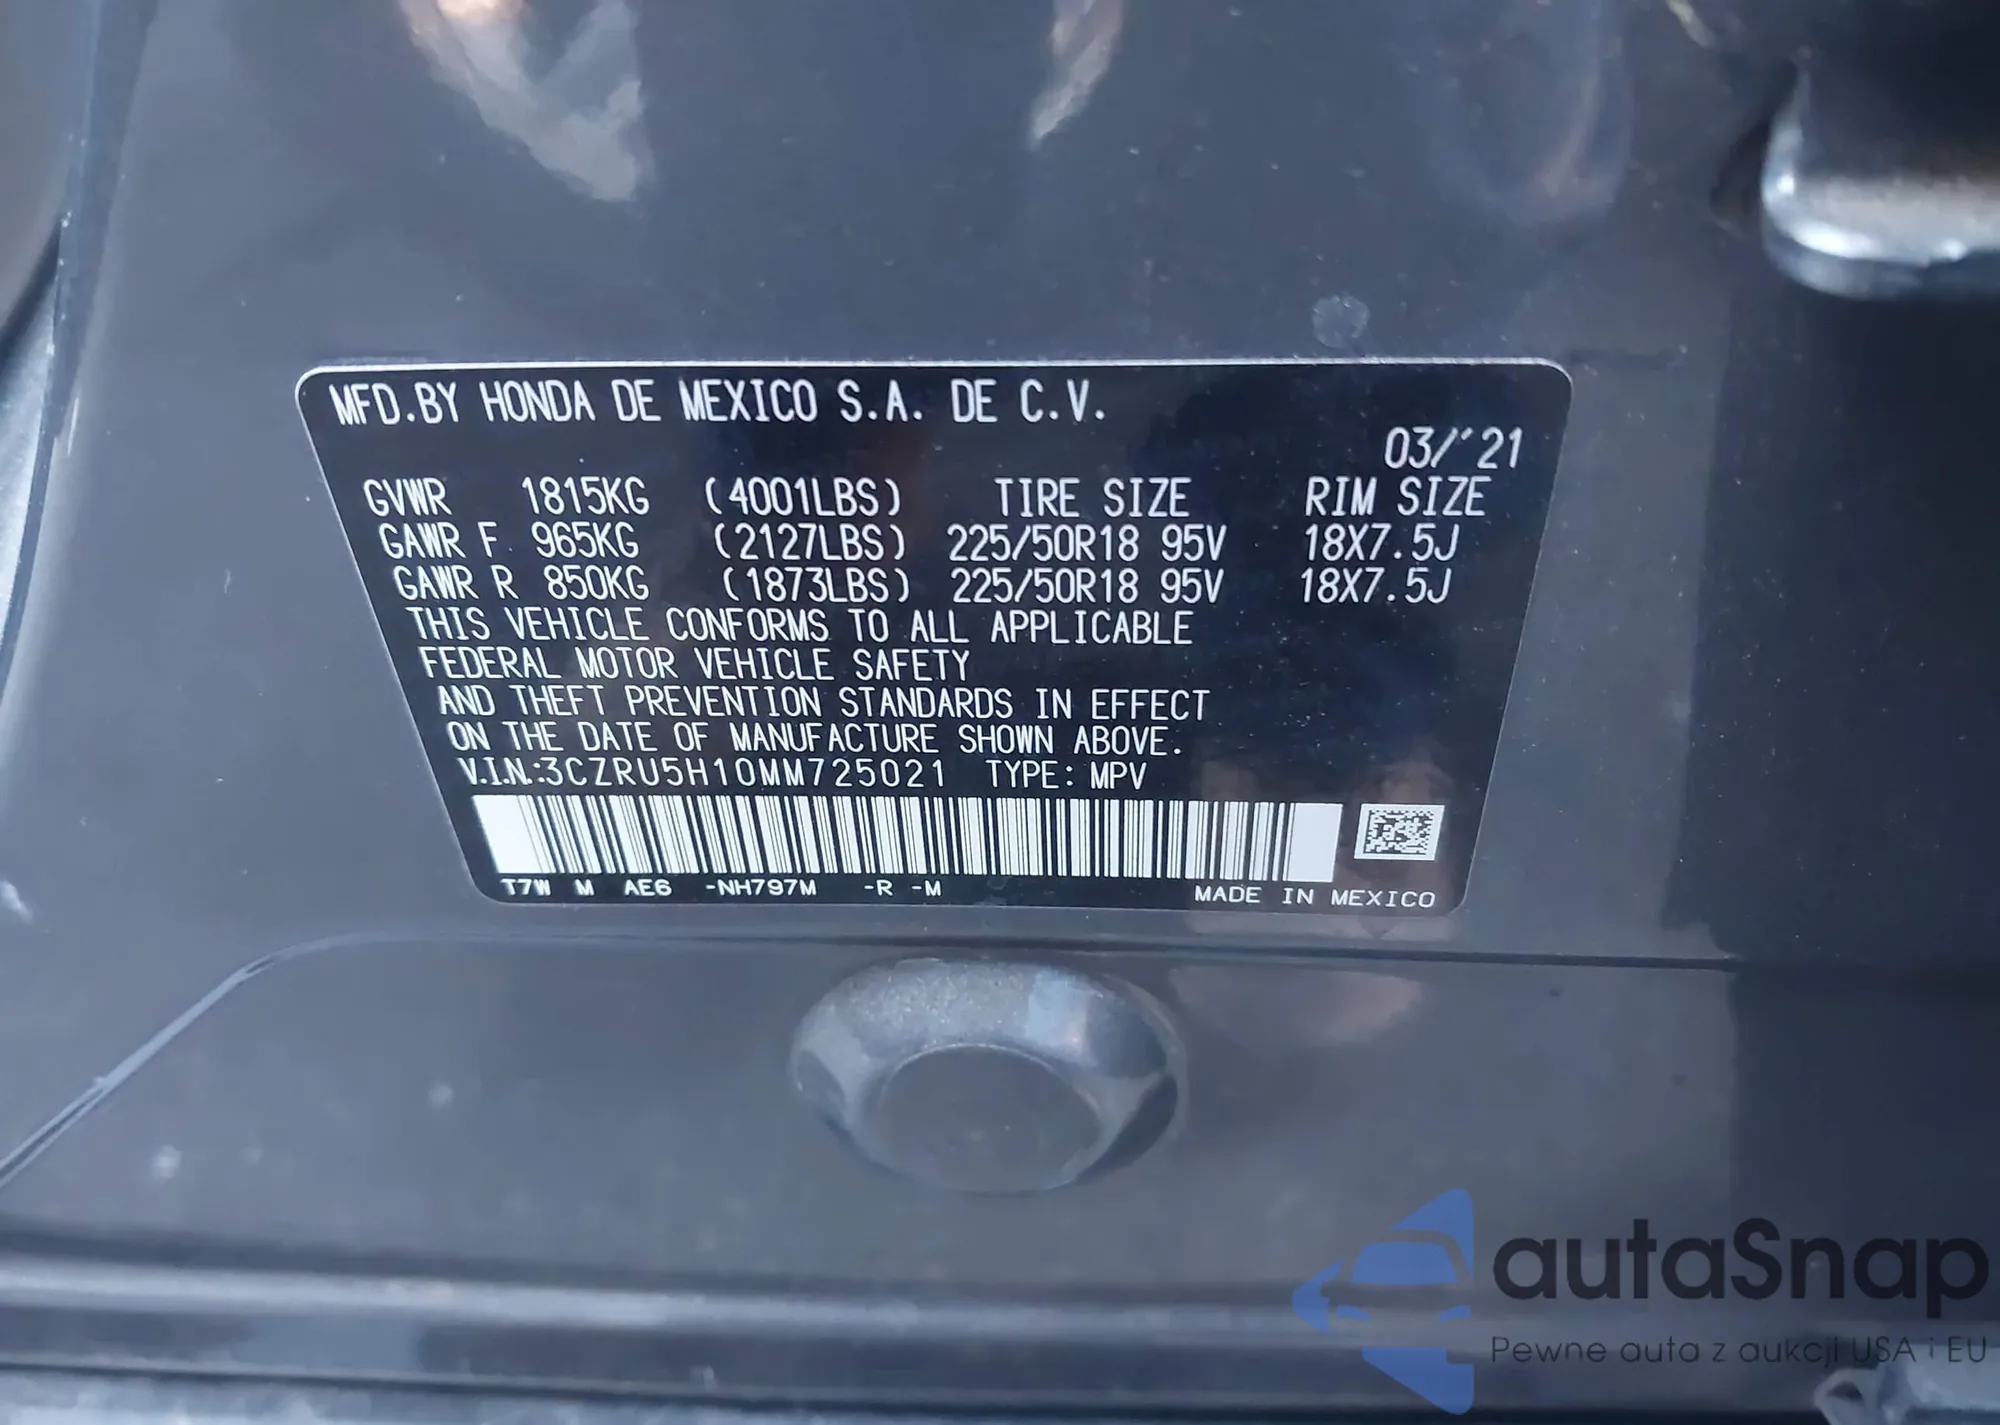 MFD.BY HONDA DE MEXICO S.A. DE C.V.
03/'21
GVWR 1815KG (4001LBS) TIRE SIZE RIM SIZE
GAWR F 965KG (2127LBS) 225/50R18 95V 18X7.5J
GAWR R 850KG (1873LBS) 225/50R18 95V 18X7.5J
THIS VEHICLE CONFORMS TO ALL APPLICABLE
FEDERAL MOTOR VEHICLE SAFETY
AND THEFT PREVENTION STANDARDS IN EFFECT
ON THE DATE OF MANUFACTURE SHOWN ABOVE.
V.I.N.:3CZRU5H10MM725021 TYPE: MPV
T7W M AE6 -NH797M -R -M MADE IN MEXICO
autaSnap
Pewne auta z aukcji USA i EU